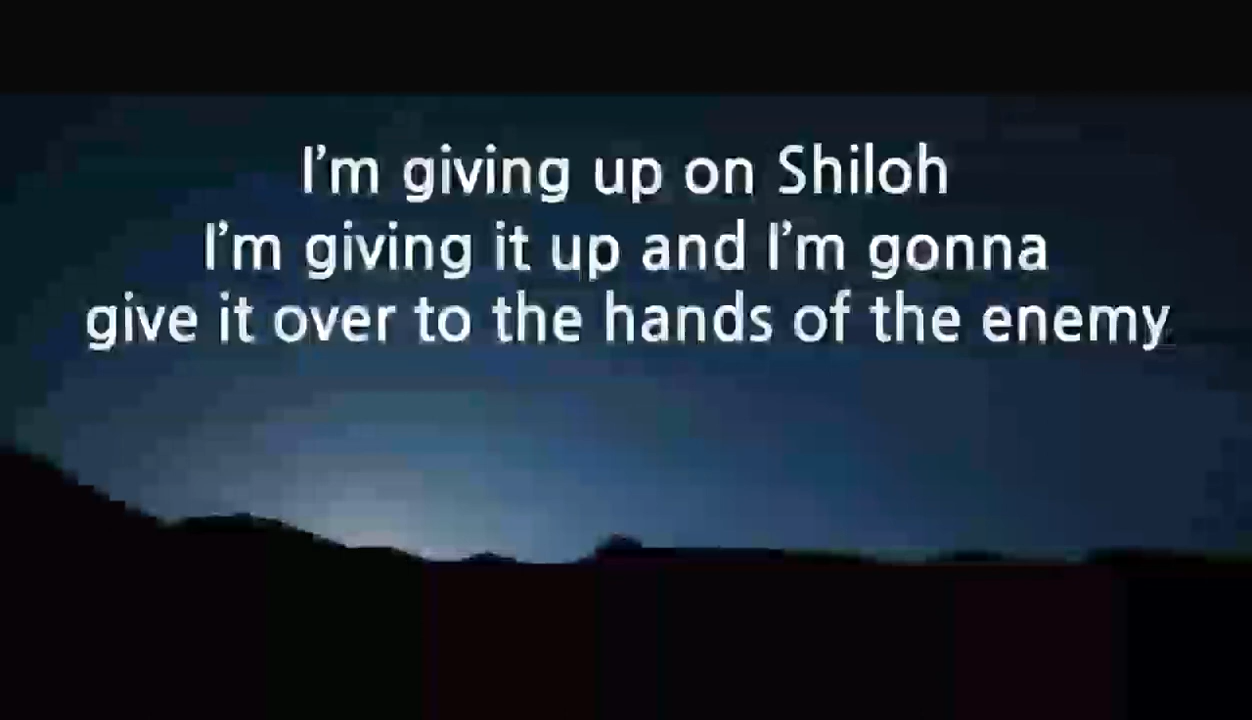 I'm giving up on Shiloh
I'm giving it up and I'm gonna
give it over to the hands of the enemy